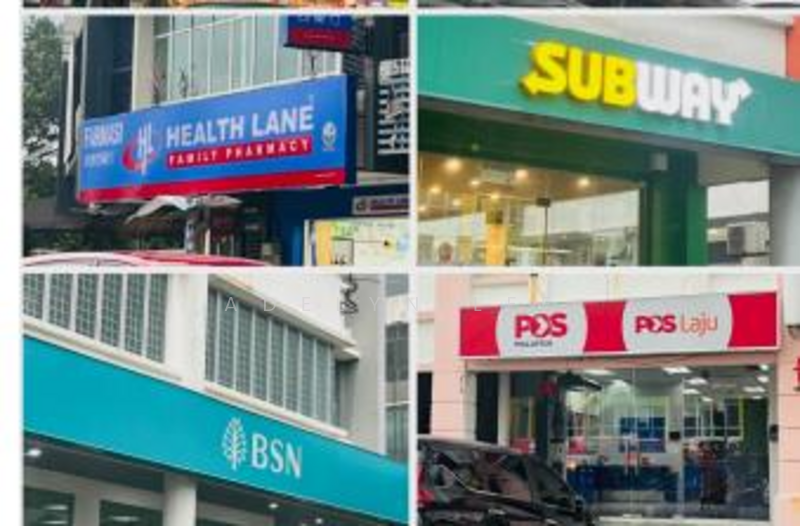 FARMASI
HL
HEALTH LANE
FAMILY PHARMACY
SUBWAY
BSN
POS
MALAYSIA
POS Laju